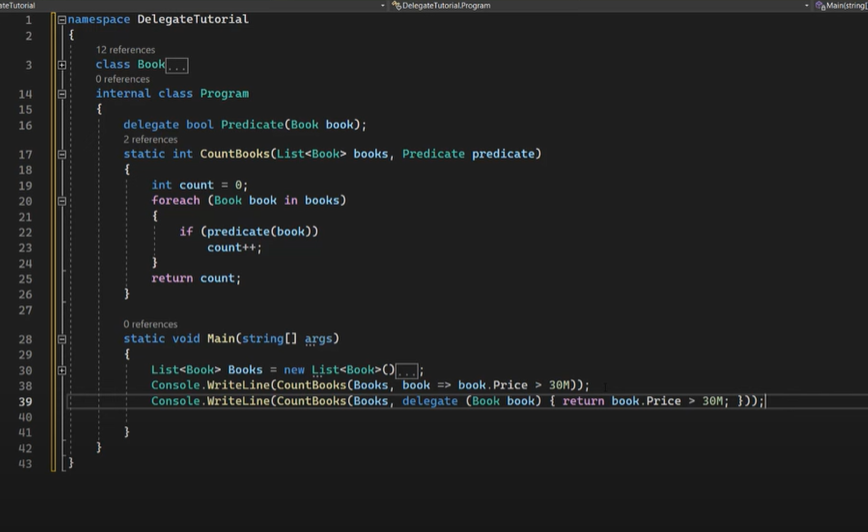 ateTutorial
DelegateTutorial.Program
Main(string[]
1 namespace DelegateTutorial
2 {
12 references
3 class Book...
0 references
14 internal class Program
15 {
16 delegate bool Predicate(Book book);
2 references
17 static int CountBooks(List<Book> books, Predicate predicate)
18 {
19 int count = 0;
20 foreach (Book book in books)
21 {
22 if (predicate(book))
23 count++;
24 }
25 return count;
26 }
27
0 references
28 static void Main(string[] args)
29 {
30 List<Book> Books = new List<Book>()...;
38 Console.WriteLine(CountBooks(Books, book => book.Price > 30M));
39 Console.WriteLine(CountBooks(Books, delegate (Book book) { return book.Price > 30M; }));
40
41 }
42 }
43 }